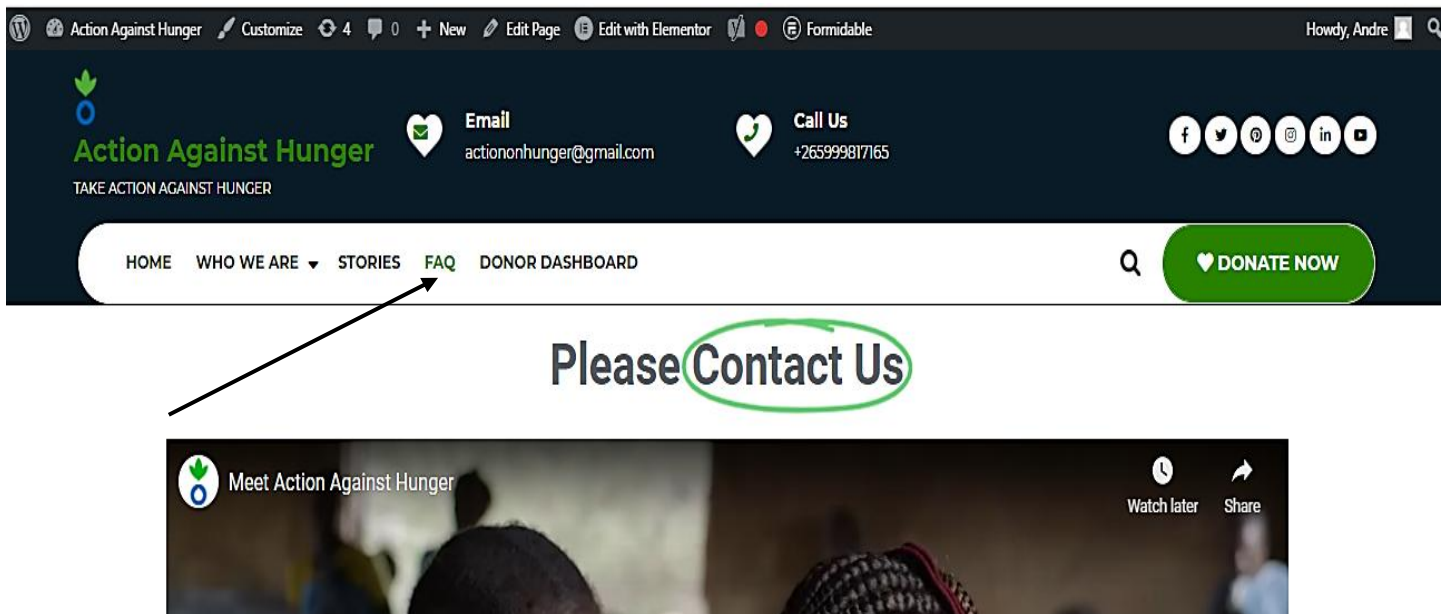 Action Against Hunger Customize 4 0 + New Edit Page Edit with Elementor Formidable Howdy, Andre
Action Against Hunger
TAKE ACTION AGAINST HUNGER
Email
actiononhunger@gmail.com
Call Us
+265999817165
HOME WHO WE ARE STORIES FAQ DONOR DASHBOARD DONATE NOW
Please Contact Us
Meet Action Against Hunger
Watch later Share